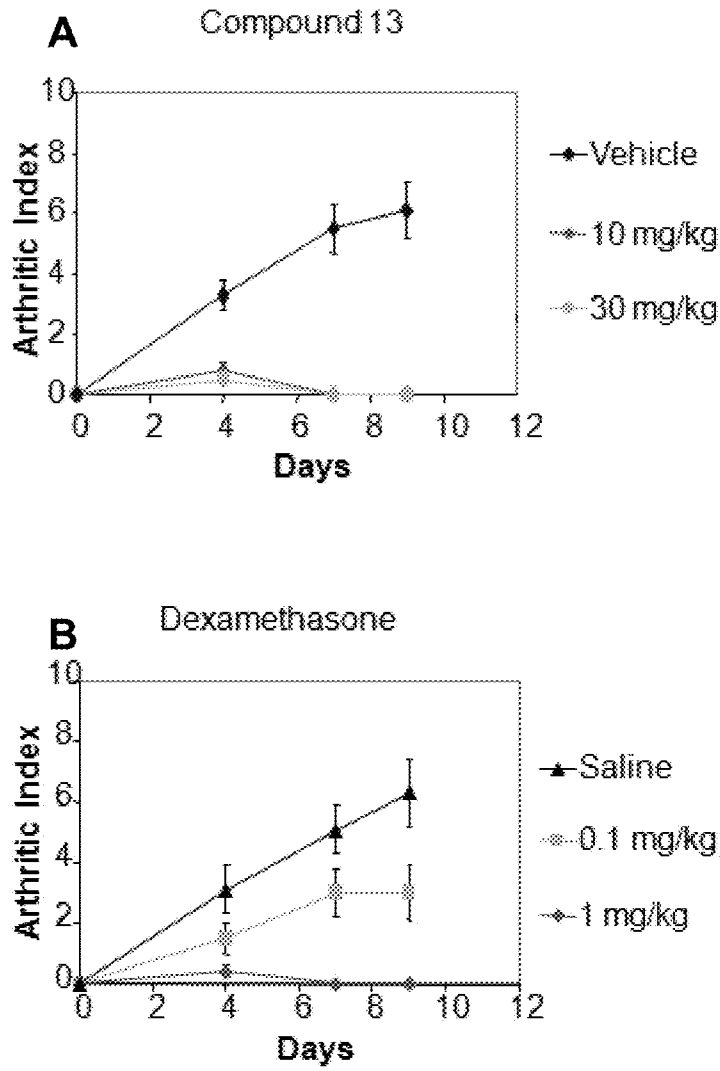 A
Compound 13
10
8
6
4
2
0
Arthritic Index
0 2 4 6 8 10 12
Days
Vehicle
10 mg/kg
30 mg/kg
B
Dexamethasone
10
8
6
4
2
0
Arthritic Index
0 2 4 6 8 10 12
Days
Saline
0.1 mg/kg
1 mg/kg